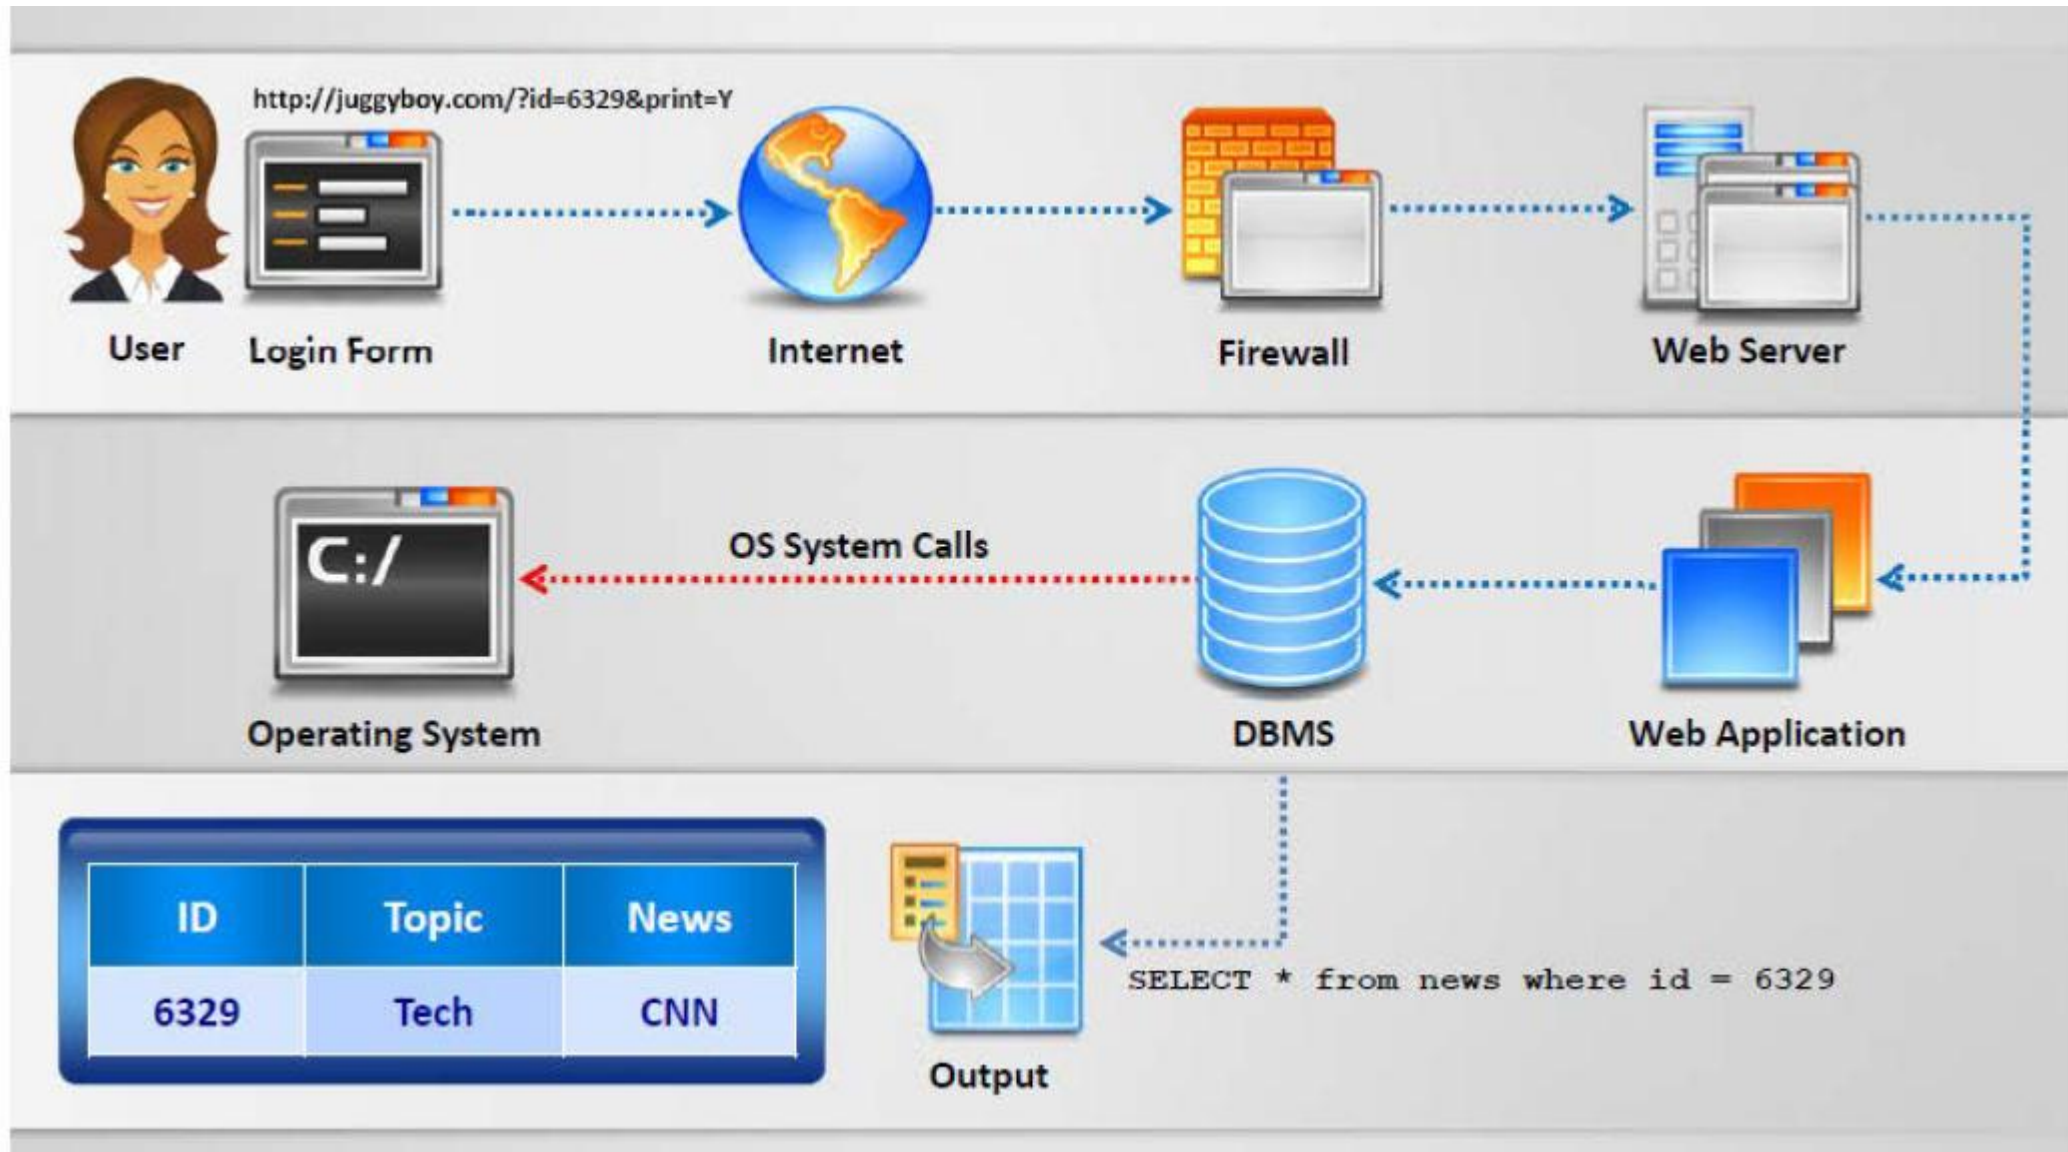 http://juggyboy.com/?id=6329&print=Y
User
Login Form
Internet
Firewall
Web Server
C:/
OS System Calls
Operating System
DBMS
Web Application
ID Topic News
6329 Tech CNN
SELECT * from news where id = 6329
Output